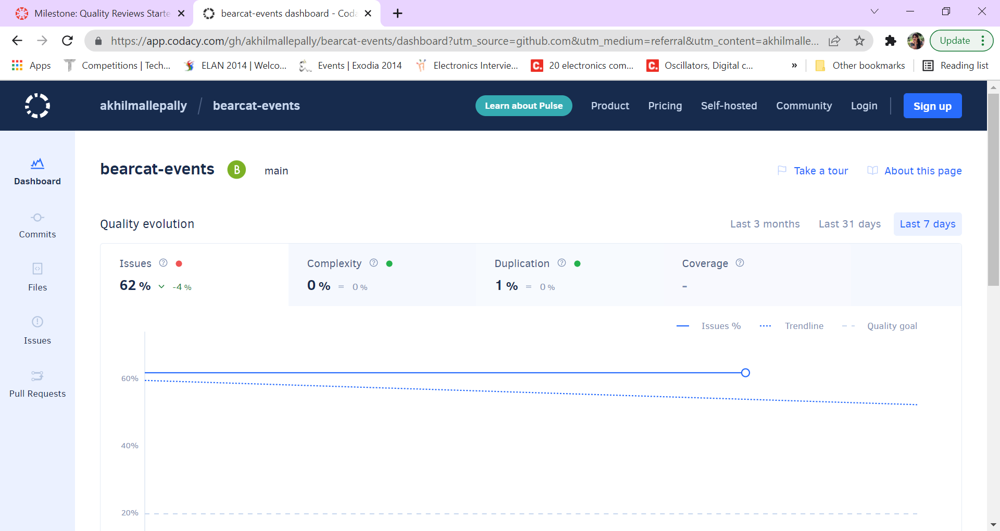 Milestone: Quality Reviews Starte
bearcat-events dashboard - Coda
https://app.codacy.com/gh/akhilmallepally/bearcat-events/dashboard?utm_source=github.com&utm_medium=referral&utm_content=akhilmalle...
Update
Apps
Competitions | Tech...
ELAN 2014 | Welco...
Events | Exodia 2014
Electronics Intervie...
C.
20 electronics com...
C.
Oscillators, Digital c...
»
Other bookmarks
Reading list
akhilmallepally / bearcat-events
Learn about Pulse
Product
Pricing
Self-hosted
Community
Login
Sign up
Dashboard
Commits
Files
Issues
Pull Requests
bearcat-events
B
main
Take a tour
About this page
Quality evolution
Last 3 months
Last 31 days
Last 7 days
Issues
62 %
-4 %
Complexity
0 % = 0 %
Duplication
1 % = 0 %
Coverage
-
Issues %
Trendline
Quality goal
60%
40%
20%